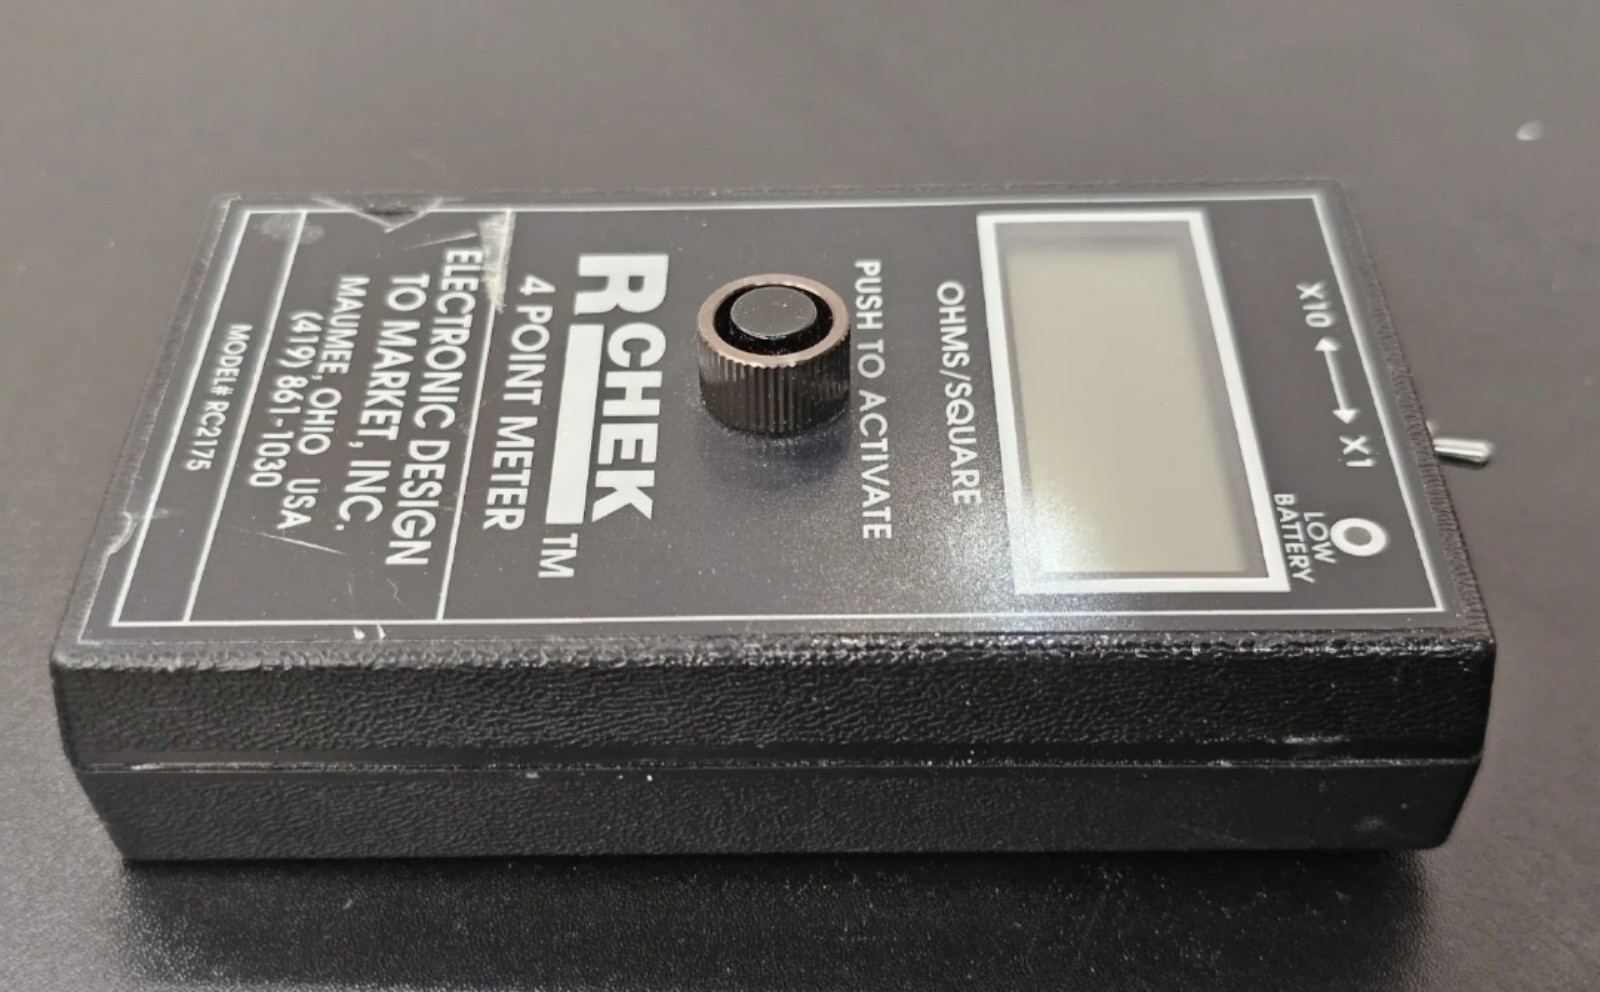 X10 X1
LOW
BATTERY
OHMS/SQUARE
PUSH TO ACTIVATE
RCHEK TM
4 POINT METER
ELECTRONIC DESIGN
TO MARKET, INC.
MAUMEE, OHIO USA
(419) 861-1030
MODEL# RC2175